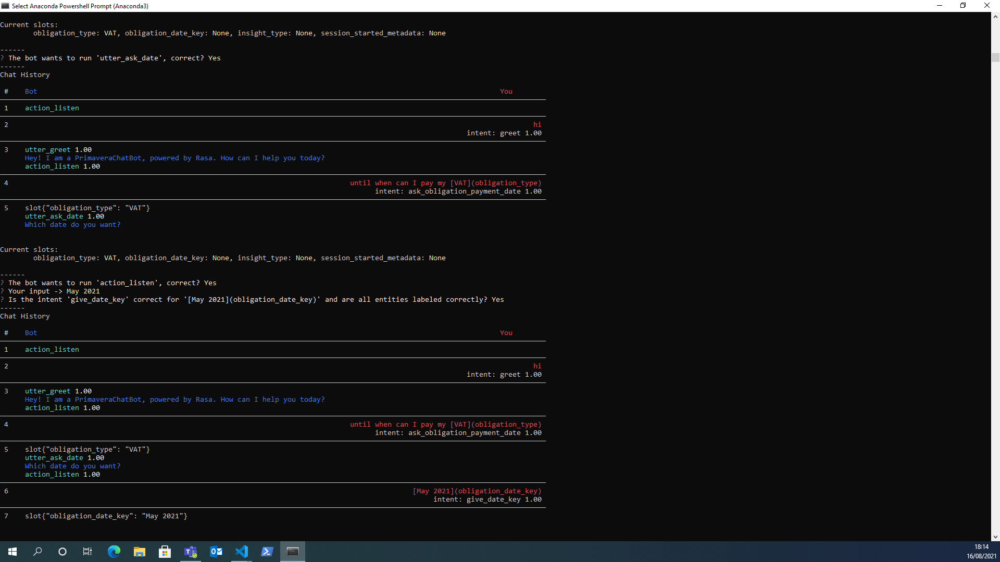 Select Anaconda Powershell Prompt (Anaconda3)
Current slots:
obligation_type: VAT, obligation_date_key: None, insight_type: None, session_started_metadata: None
------
? The bot wants to run 'utter_ask_date', correct? Yes
------
Chat History
# Bot You
1 action_listen
2 hi
intent: greet 1.00
3 utter_greet 1.00
Hey! I am a PrimaveraChatBot, powered by Rasa. How can I help you today?
action_listen 1.00
4 until when can I pay my [VAT](obligation_type)
intent: ask_obligation_payment_date 1.00
5 slot{"obligation_type": "VAT"}
utter_ask_date 1.00
Which date do you want?
Current slots:
obligation_type: VAT, obligation_date_key: None, insight_type: None, session_started_metadata: None
------
? The bot wants to run 'action_listen', correct? Yes
? Your input -> May 2021
? Is the intent 'give_date_key' correct for '[May 2021](obligation_date_key)' and are all entities labeled correctly? Yes
------
Chat History
# Bot You
1 action_listen
2 hi
intent: greet 1.00
3 utter_greet 1.00
Hey! I am a PrimaveraChatBot, powered by Rasa. How can I help you today?
action_listen 1.00
4 until when can I pay my [VAT](obligation_type)
intent: ask_obligation_payment_date 1.00
5 slot{"obligation_type": "VAT"}
utter_ask_date 1.00
Which date do you want?
action_listen 1.00
6 [May 2021](obligation_date_key)
intent: give_date_key 1.00
7 slot{"obligation_date_key": "May 2021"}
18:14
16/08/2021